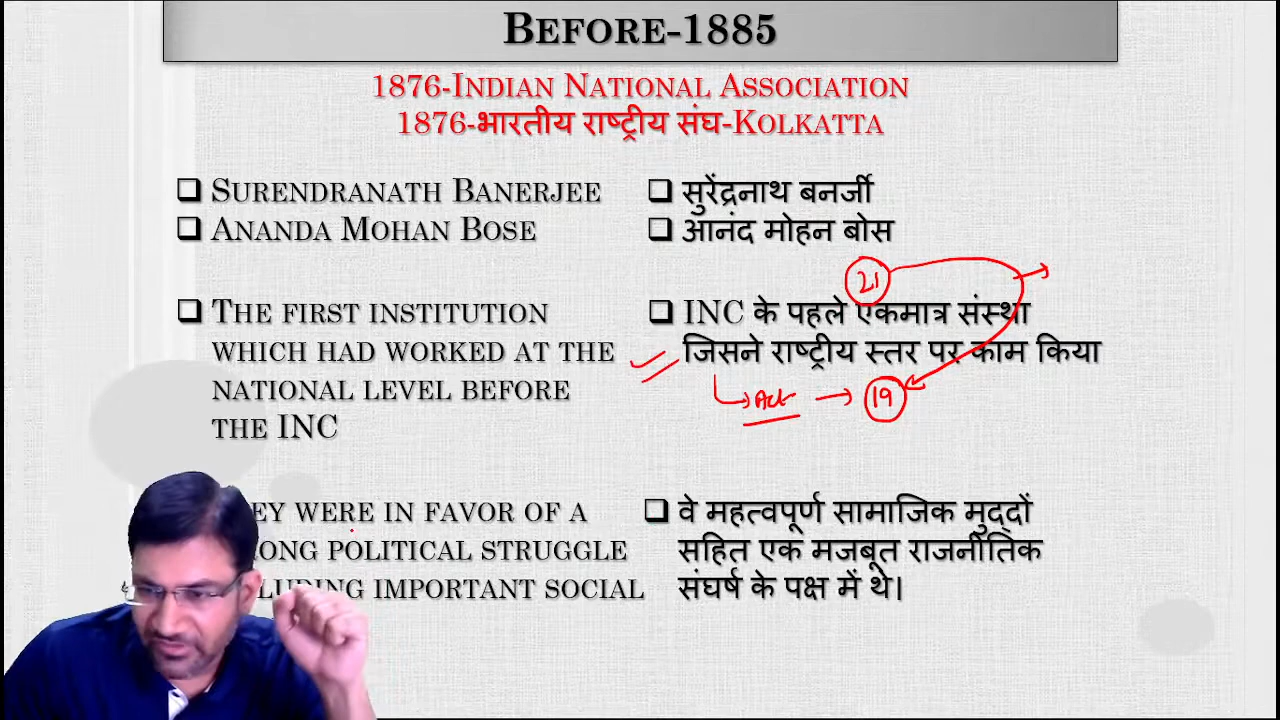 BEFORE-1885
1876-INDIAN NATIONAL ASSOCIATION
1876-भारतीय राष्ट्रीय संघ-KOLKATTA
SURENDRANATH BANERJEE
ANANDA MOHAN BOSE
THE FIRST INSTITUTION
WHICH HAD WORKED AT THE
NATIONAL LEVEL BEFORE
THE INC
EY WERE IN FAVOR OF A
ONG POLITICAL STRUGGLE
LUDING IMPORTANT SOCIAL
सुरेंद्रनाथ बनर्जी
आनंद मोहन बोस
21
INC के पहले एकमात्र संस्था
जिसने राष्ट्रीय स्तर पर काम किया
Act 19
वे महत्वपूर्ण सामाजिक मुद्दों
सहित एक मजबूत राजनीतिक
संघर्ष के पक्ष में थे।